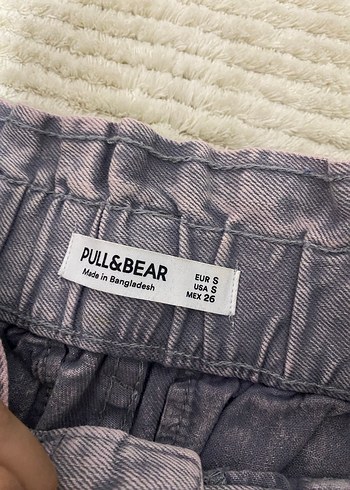 PULL&BEAR
Made in Bangladesh
EUR S
USA S
MEX 26